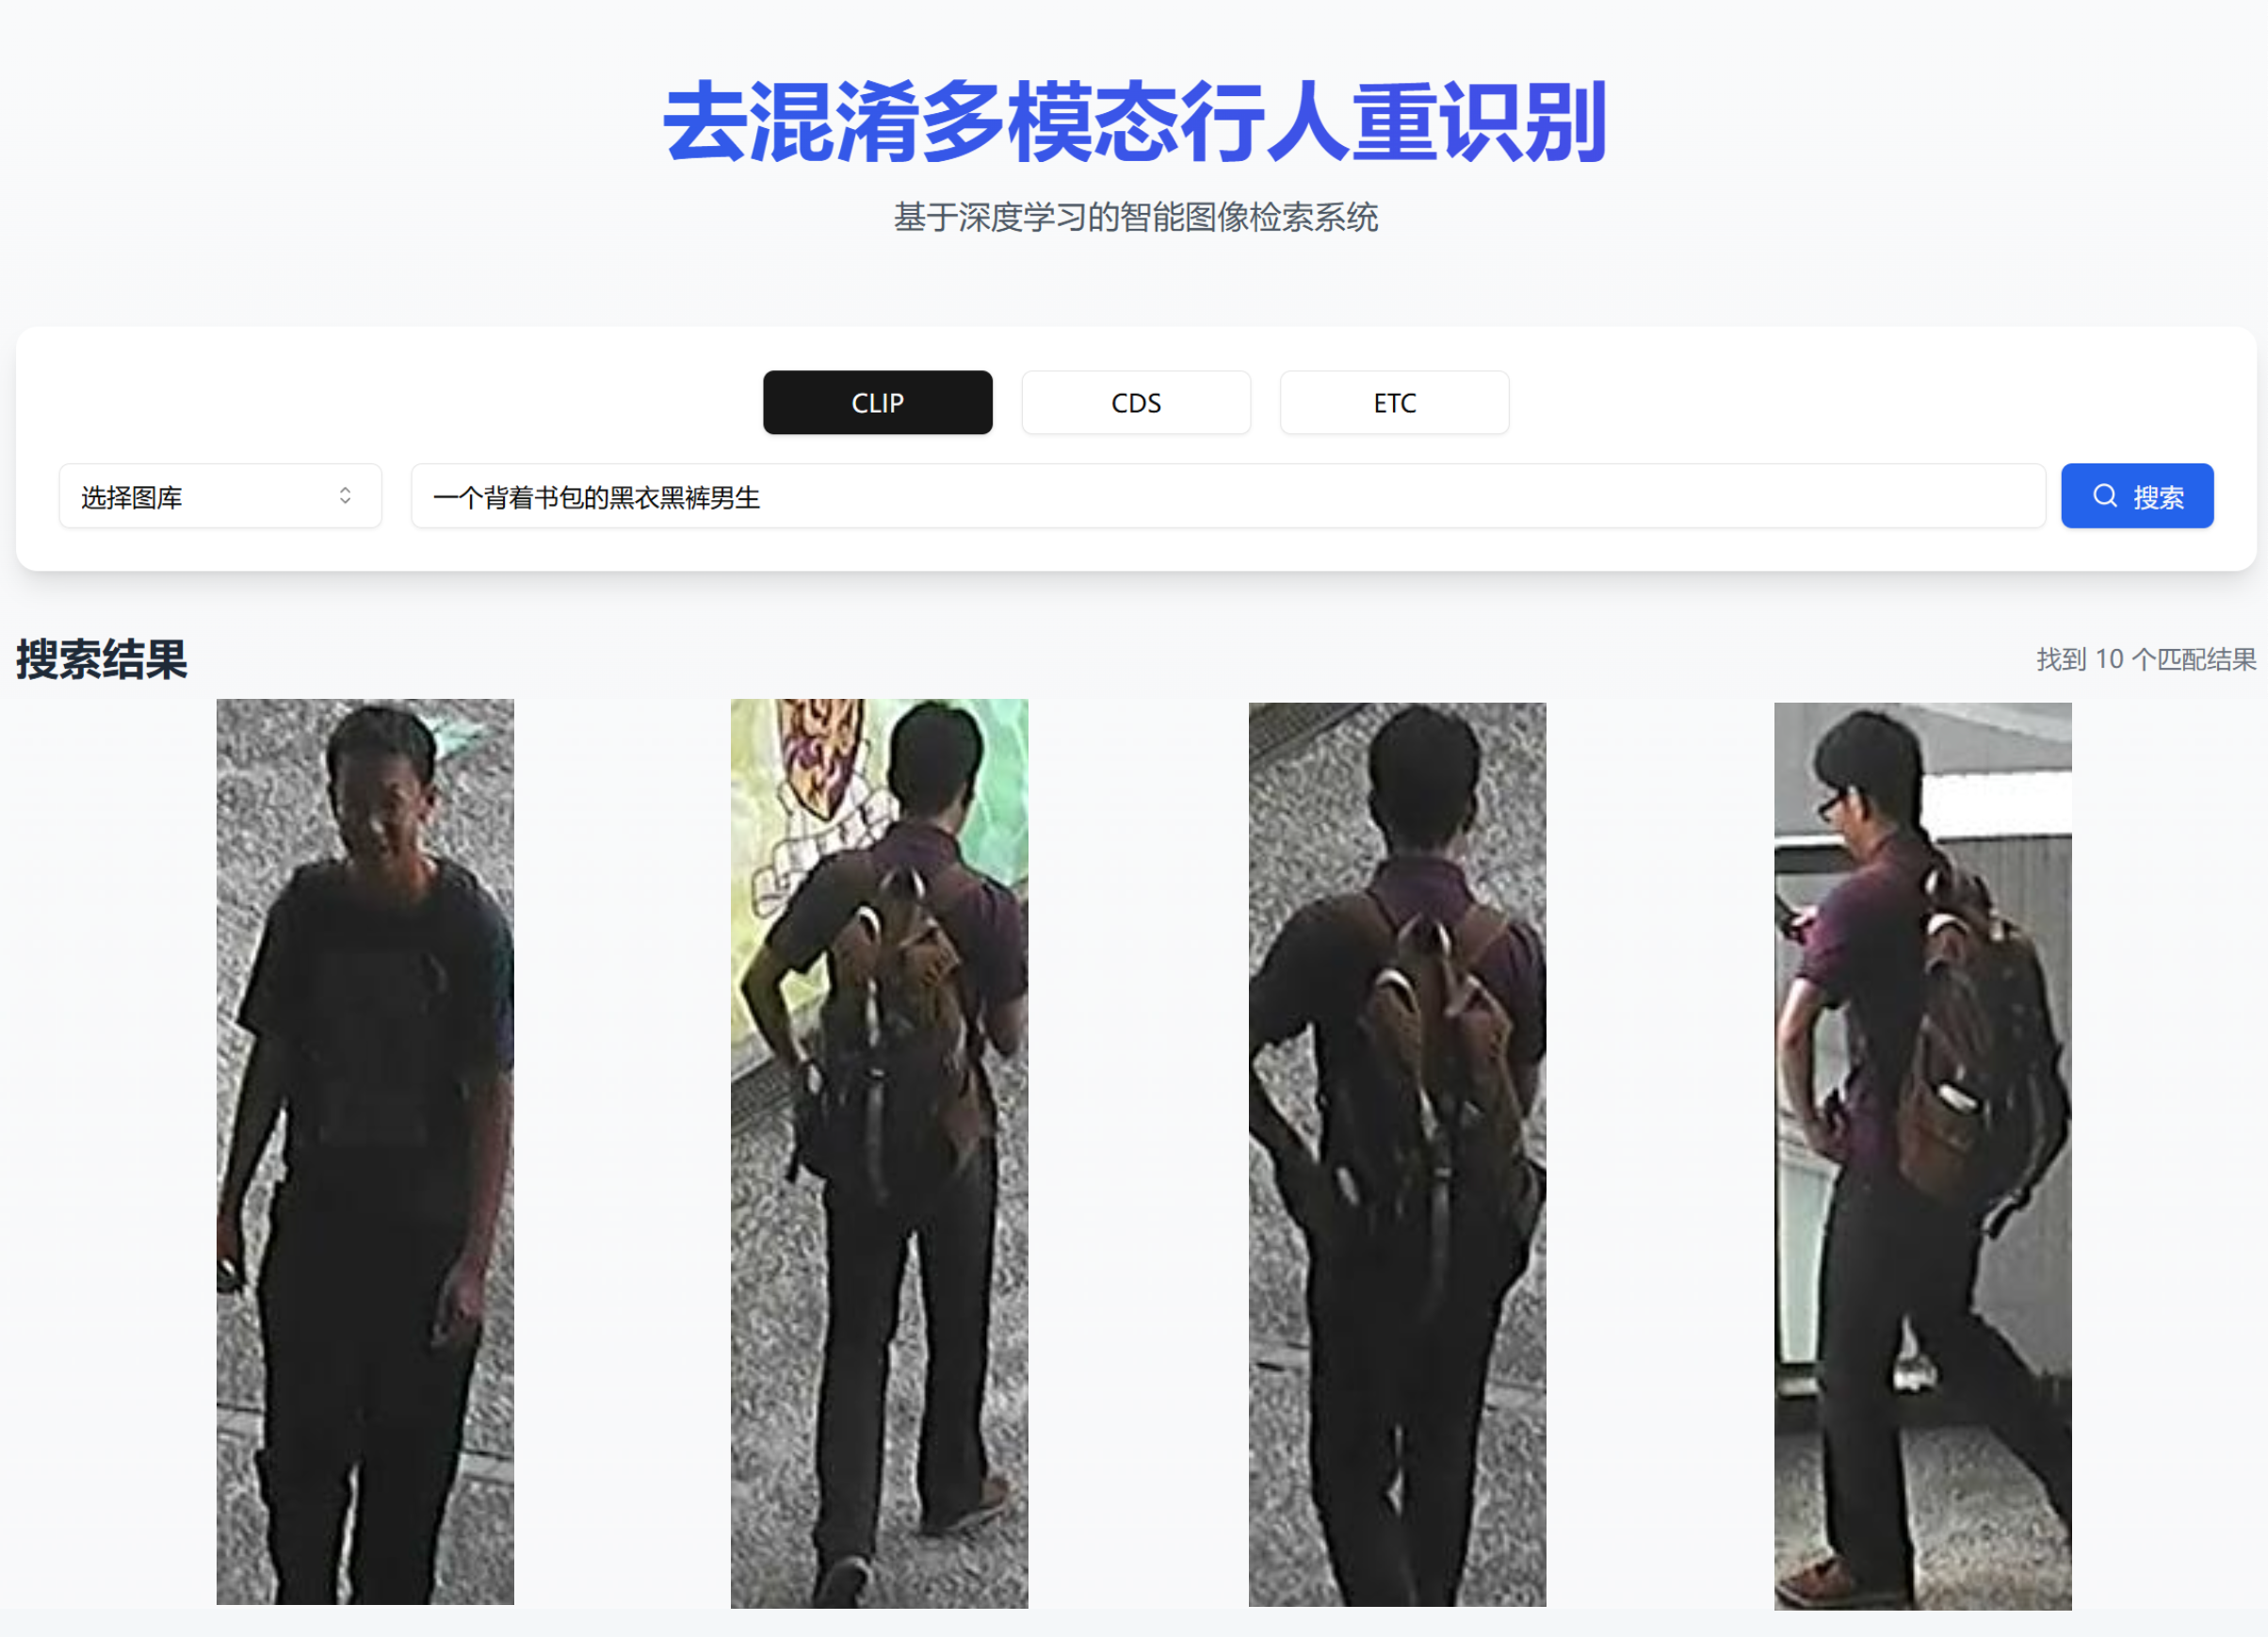 去混淆多模态行人重识别
基于深度学习的智能图像检索系统
CLIP
CDS
ETC
选择图库
一个背着书包的黑衣黑裤男生
搜索
搜索结果
找到 10 个匹配结果